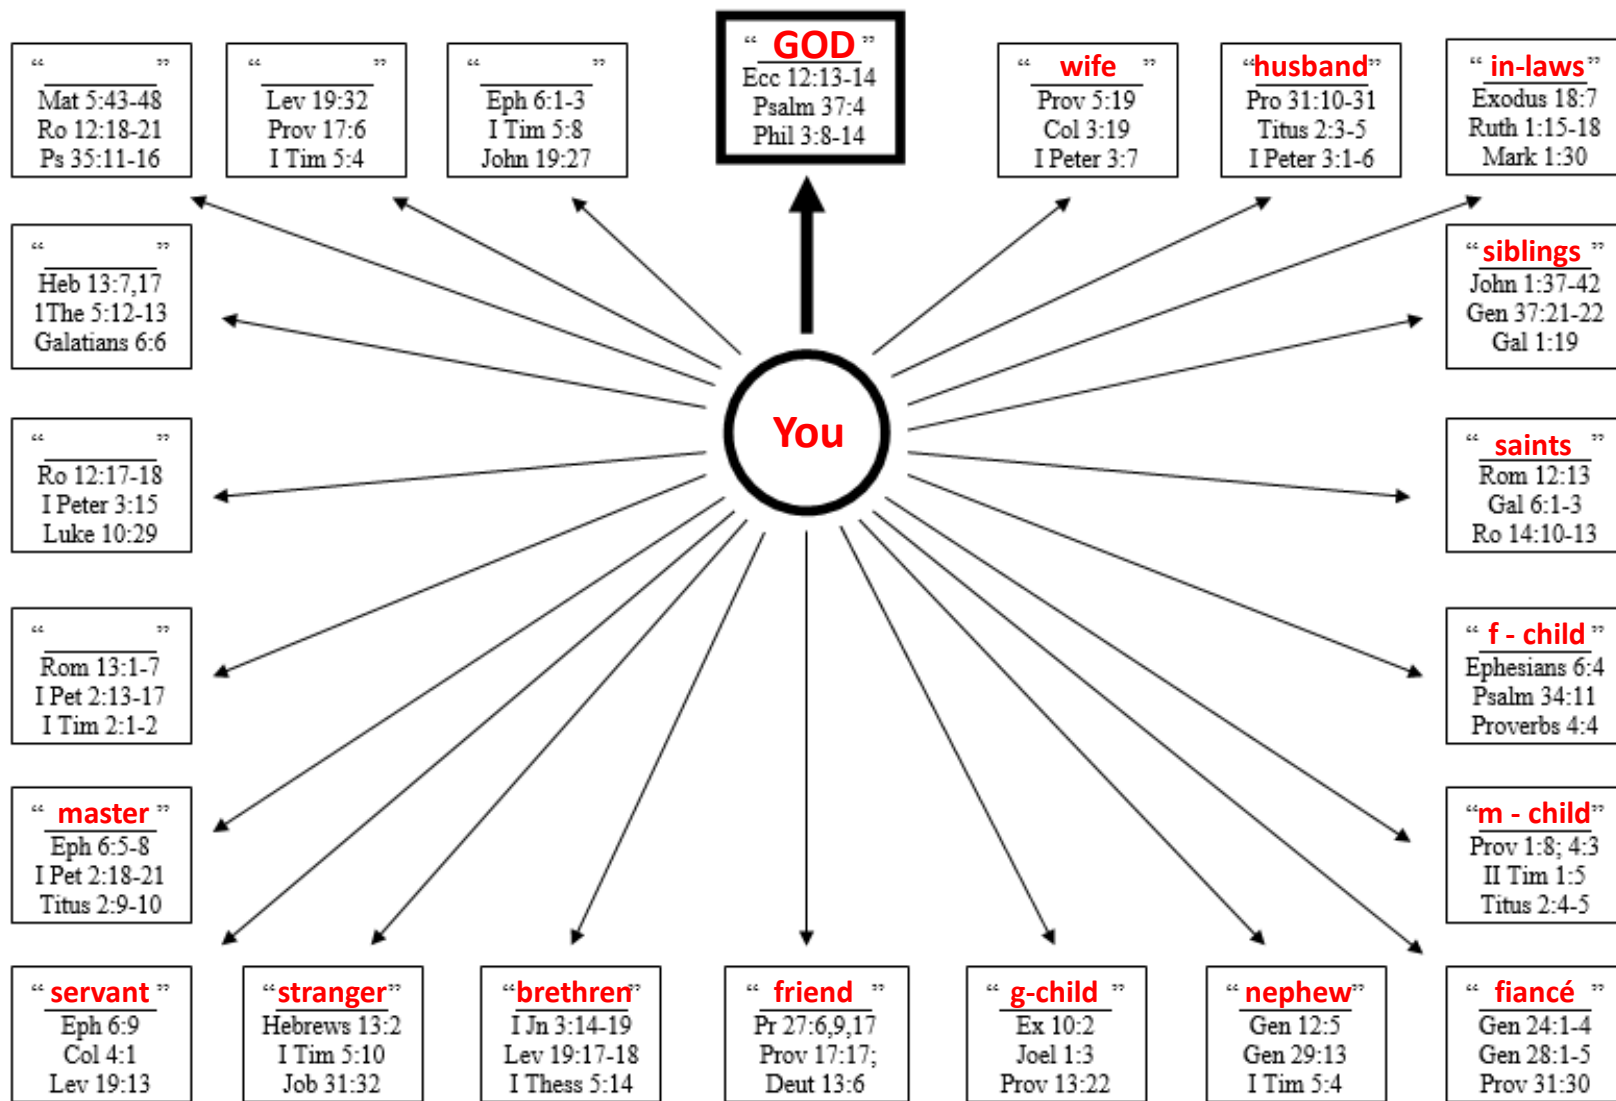 “ ”
Mat 5:43-48
Ro 12:18-21
Ps 35:11-16
“ ”
Lev 19:32
Prov 17:6
I Tim 5:4
“ ”
Eph 6:1-3
I Tim 5:8
John 19:27
“ GOD ”
Ecc 12:13-14
Psalm 37:4
Phil 3:8-14
“ wife ”
Prov 5:19
Col 3:19
I Peter 3:7
“husband”
Pro 31:10-31
Titus 2:3-5
I Peter 3:1-6
“ in-laws ”
Exodus 18:7
Ruth 1:15-18
Mark 1:30
“ ”
Heb 13:7,17
1The 5:12-13
Galatians 6:6
“ siblings ”
John 1:37-42
Gen 37:21-22
Gal 1:19
You
“ ”
Ro 12:17-18
I Peter 3:15
Luke 10:29
“ saints ”
Rom 12:13
Gal 6:1-3
Ro 14:10-13
“ ”
Rom 13:1-7
I Pet 2:13-17
I Tim 2:1-2
“ f - child ”
Ephesians 6:4
Psalm 34:11
Proverbs 4:4
“ master ”
Eph 6:5-8
I Pet 2:18-21
Titus 2:9-10
“m - child”
Prov 1:8; 4:3
II Tim 1:5
Titus 2:4-5
“ servant ”
Eph 6:9
Col 4:1
Lev 19:13
“stranger”
Hebrews 13:2
I Tim 5:10
Job 31:32
“brethren”
I Jn 3:14-19
Lev 19:17-18
I Thess 5:14
“ friend ”
Pr 27:6,9,17
Prov 17:17;
Deut 13:6
“ g-child ”
Ex 10:2
Joel 1:3
Prov 13:22
“ nephew”
Gen 12:5
Gen 29:13
I Tim 5:4
“ fiancé ”
Gen 24:1-4
Gen 28:1-5
Prov 31:30